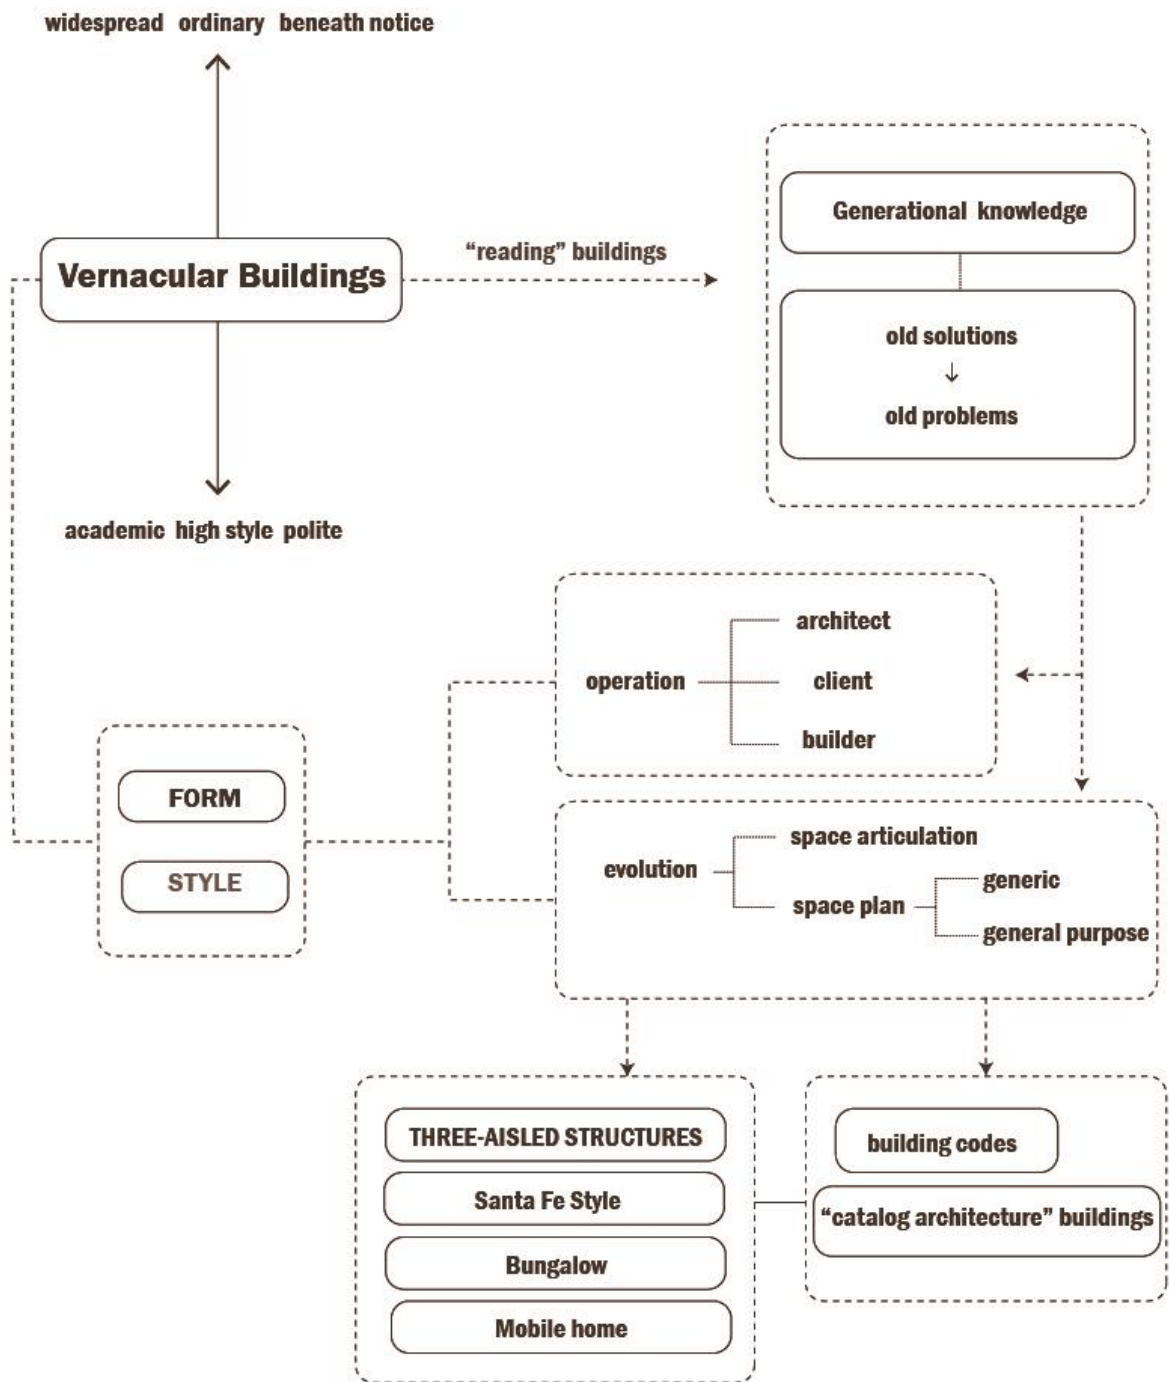 widespread ordinary beneath notice
Generational knowledge
"reading" buildings
Vernacular Buildings
old solutions
↓
old problems
academic high style polite
architect
operation
client
builder
FORM
STYLE
space articulation
evolution
space plan
generic
general purpose
THREE-AISLED STRUCTURES
Santa Fe Style
Bungalow
Mobile home
building codes
"catalog architecture" buildings